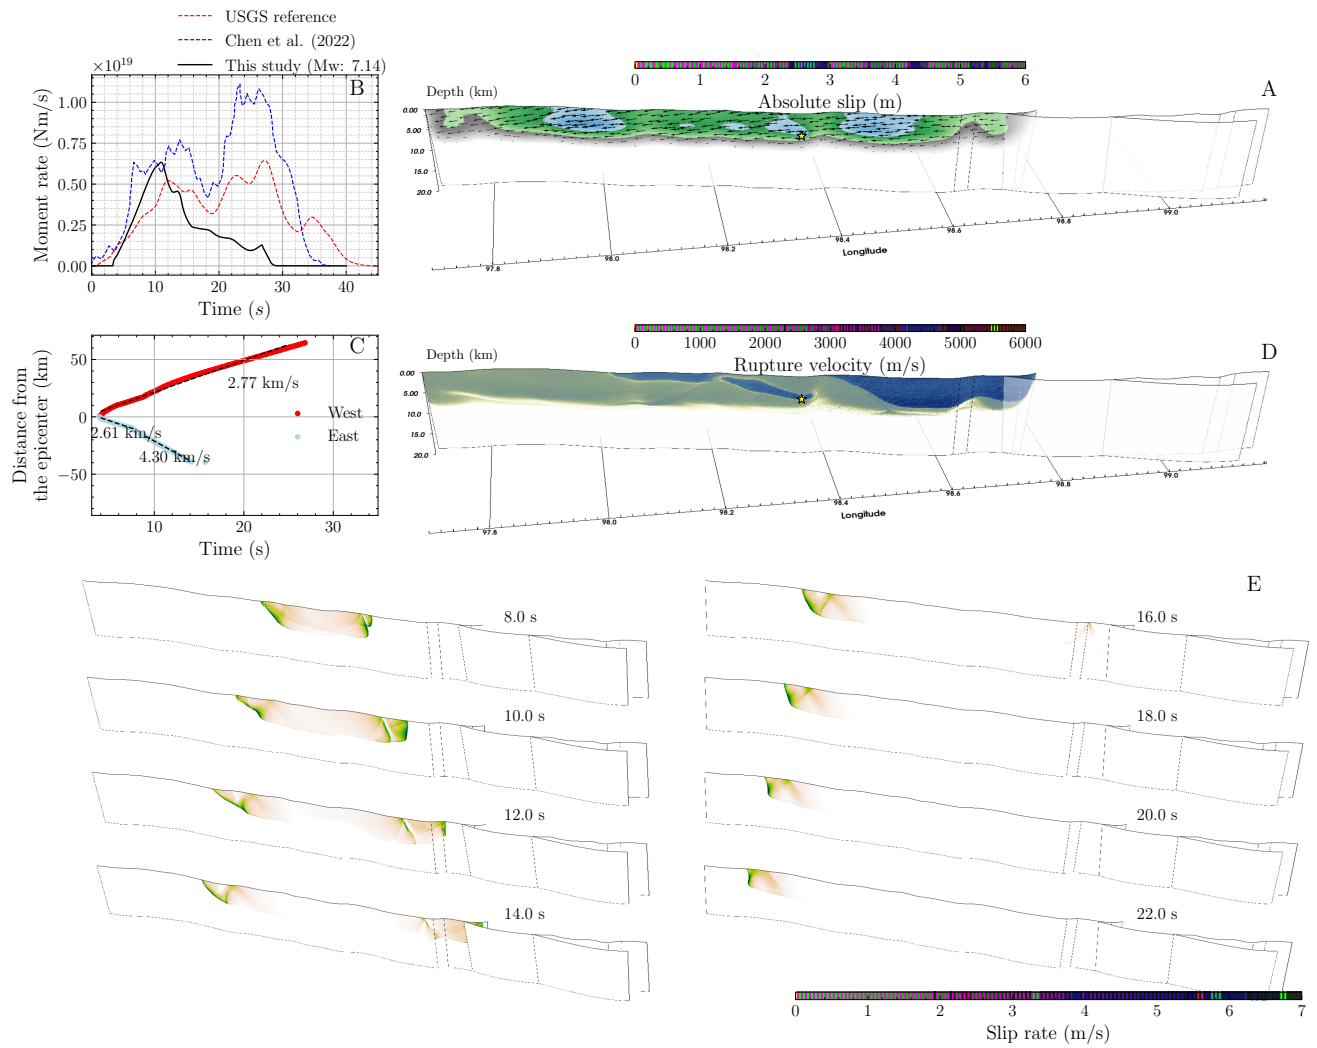 USGS reference
Chen et al. (2022)
This study (Mw: 7.14)
×10¹⁹
B
1.00
0.75
0.50
0.25
0.00
Moment rate (Nm/s)
0 10 20 30 40
Time (s)
0 1 2 3 4 5 6
Absolute slip (m)
A
Depth (km)
0.00
5.00
10.0
15.0
20.0
97.8 98.0 98.2 98.4 98.6 98.8 99.0
Longitude
C
50
0
−50
Distance from
the epicenter (km)
2.77 km/s
2.61 km/s
4.30 km/s
West
East
10 20 30
Time (s)
0 1000 2000 3000 4000 5000 6000
Rupture velocity (m/s)
D
Depth (km)
0.00
5.00
10.0
15.0
20.0
97.8 98.0 98.2 98.4 98.6 98.8 99.0
Longitude
E
8.0 s
10.0 s
12.0 s
14.0 s
16.0 s
18.0 s
20.0 s
22.0 s
0 1 2 3 4 5 6 7
Slip rate (m/s)